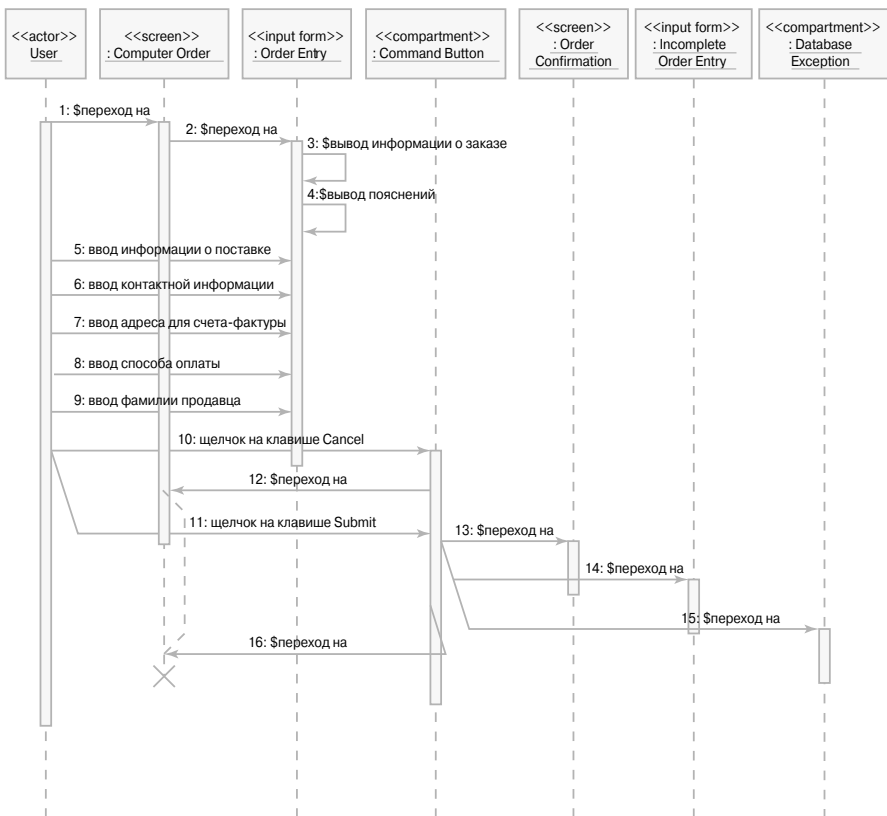 <<actor>>
User
<<screen>>
: Computer Order
<<input form>>
: Order Entry
<<compartment>>
: Command Button
<<screen>>
: Order
Confirmation
<<input form>>
: Incomplete
Order Entry
<<compartment>>
: Database
Exception
1: $переход на
2: $переход на
3: $вывод информации о заказе
4:$вывод пояснений
5: ввод информации о поставке
6: ввод контактной информации
7: ввод адреса для счета-фактуры
8: ввод способа оплаты
9: ввод фамилии продавца
10: щелчок на клавише Cancel
12: $переход на
11: щелчок на клавише Submit
13: $переход на
14: $переход на
15: $переход на
16: $переход на